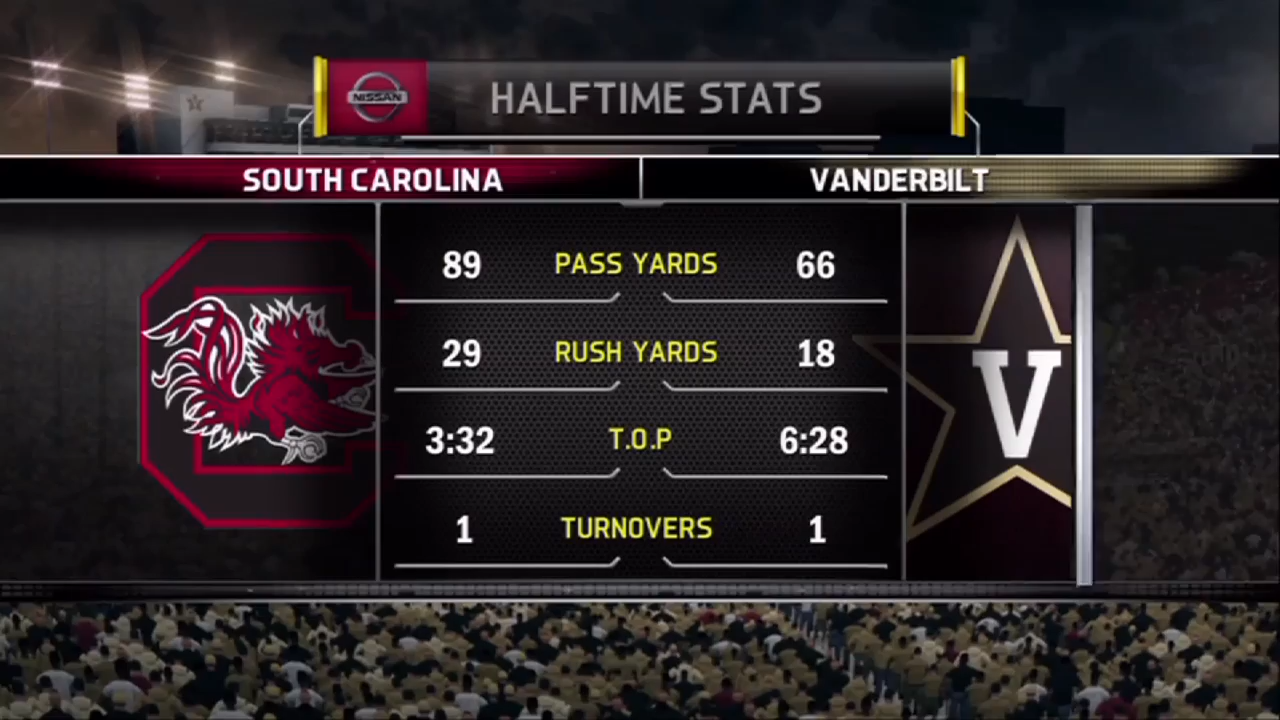 NISSAN
HALFTIME STATS
SOUTH CAROLINA
VANDERBILT
89 PASS YARDS 66
29 RUSH YARDS 18
3:32 T.O.P 6:28
1 TURNOVERS 1
V